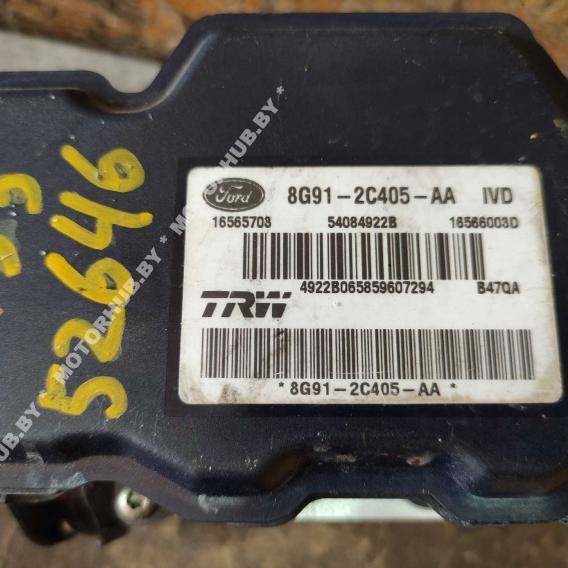 Ford 8G91-2C405-AA IVD
16565703 54084922B 16566003D
4922B065859607294 B47QA
TRW
*8G91-2C405-AA*
52646
MOTORHUB.BY